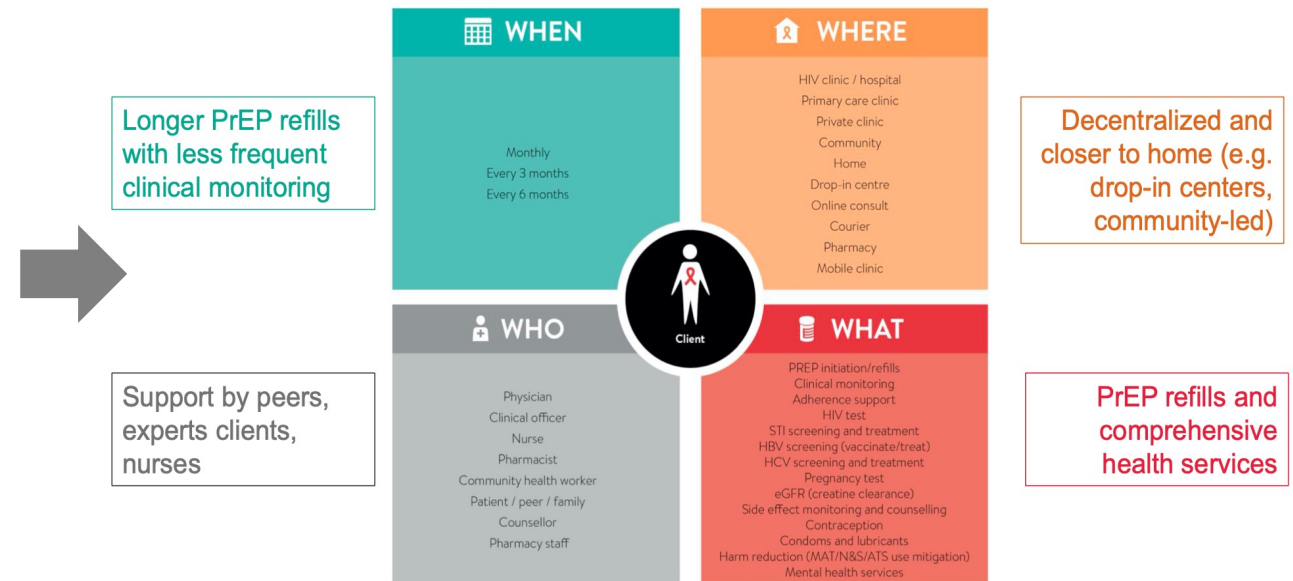 Longer PrEP refills
with less frequent
clinical monitoring
WHEN
Monthly
Every 3 months
Every 6 months
WHERE
HIV clinic / hospital
Primary care clinic
Private clinic
Community
Home
Drop-in centre
Online consult
Courier
Pharmacy
Mobile clinic
Decentralized and
closer to home (e.g.
drop-in centers,
community-led)
Client
Support by peers,
experts clients,
nurses
WHO
Physician
Clinical officer
Nurse
Pharmacist
Community health worker
Patient / peer / family
Counsellor
Pharmacy staff
WHAT
PREP initiation/refills
Clinical monitoring
Adherence support
HIV test
STI screening and treatment
HBV screening (vaccinate/treat)
HCV screening and treatment
Pregnancy test
eGFR (creatine clearance)
Side effect monitoring and counselling
Contraception
Condoms and lubricants
Harm reduction (MAT/N&S/ATS use mitigation)
Mental health services
PrEP refills and
comprehensive
health services